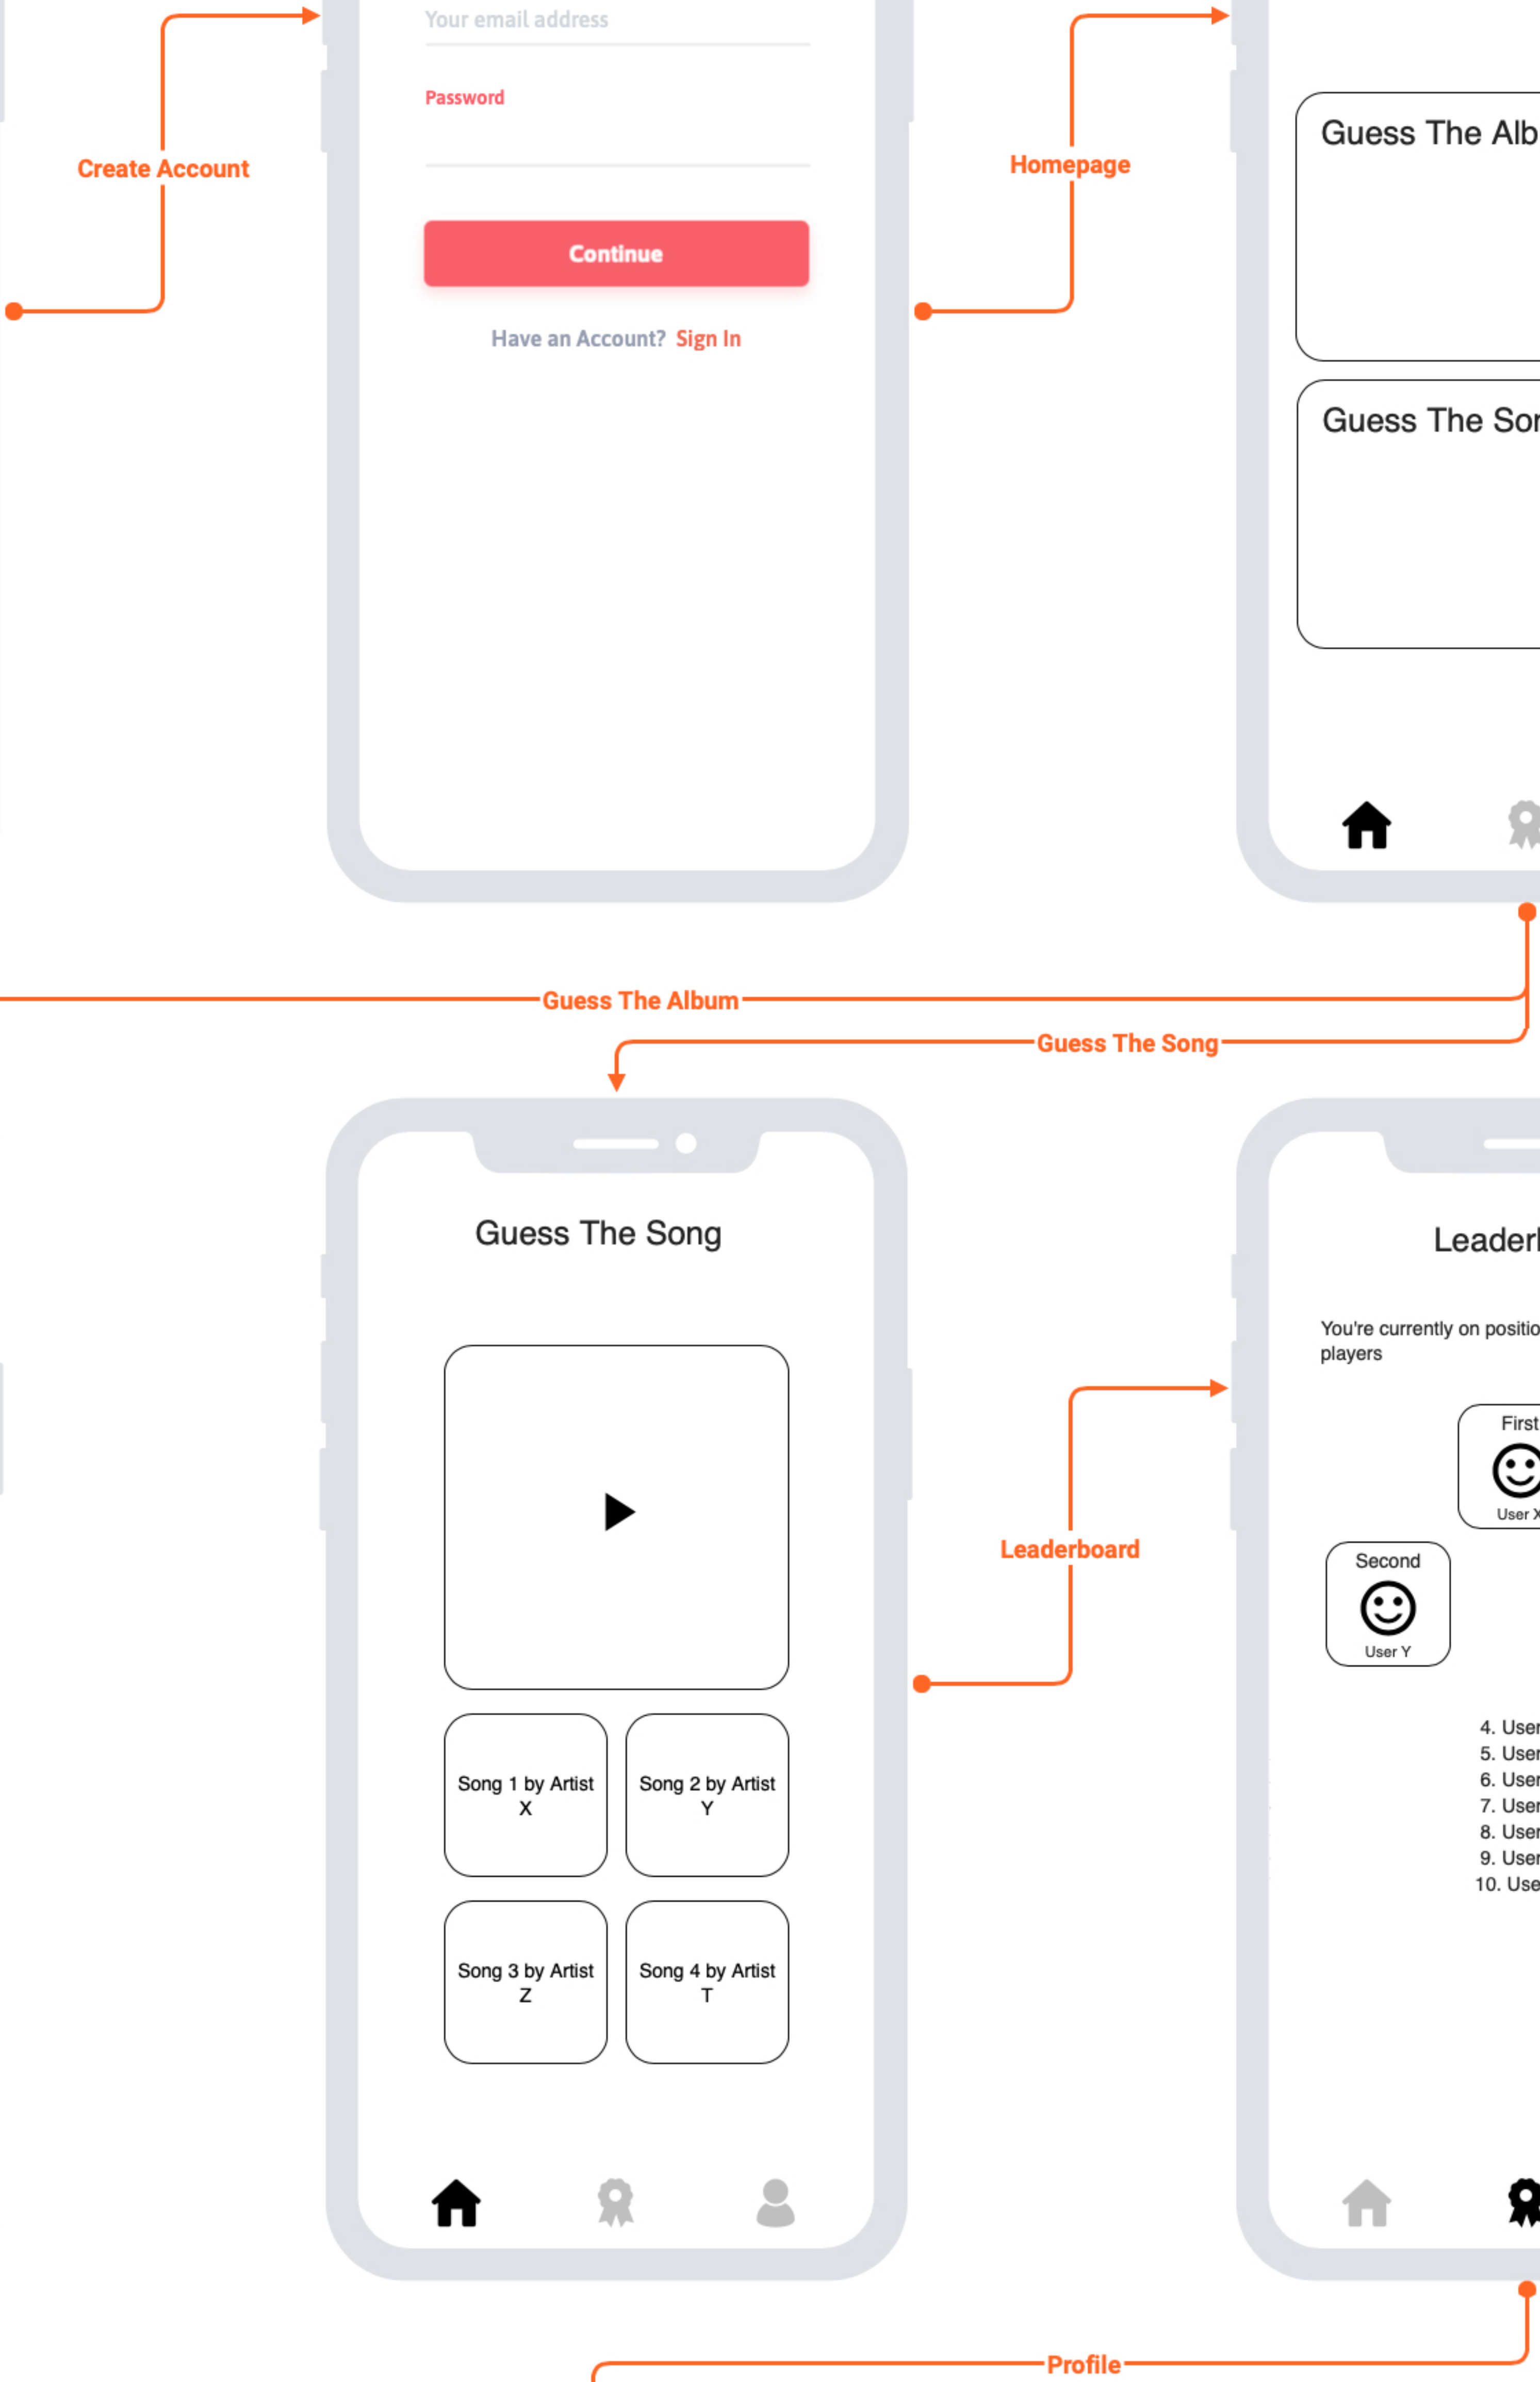 Your email address
Password
Create Account
Homepage
Continue
Have an Account? Sign In
Guess The Alb
Guess The Son
Guess The Album
Guess The Song
Guess The Song
Song 1 by Artist
X
Song 2 by Artist
Y
Song 3 by Artist
Z
Song 4 by Artist
T
Leaderboard
Leaderb
You're currently on positio
players
First
User X
Second
User Y
4. User
5. User
6. User
7. User
8. User
9. User
10. Use
Profile